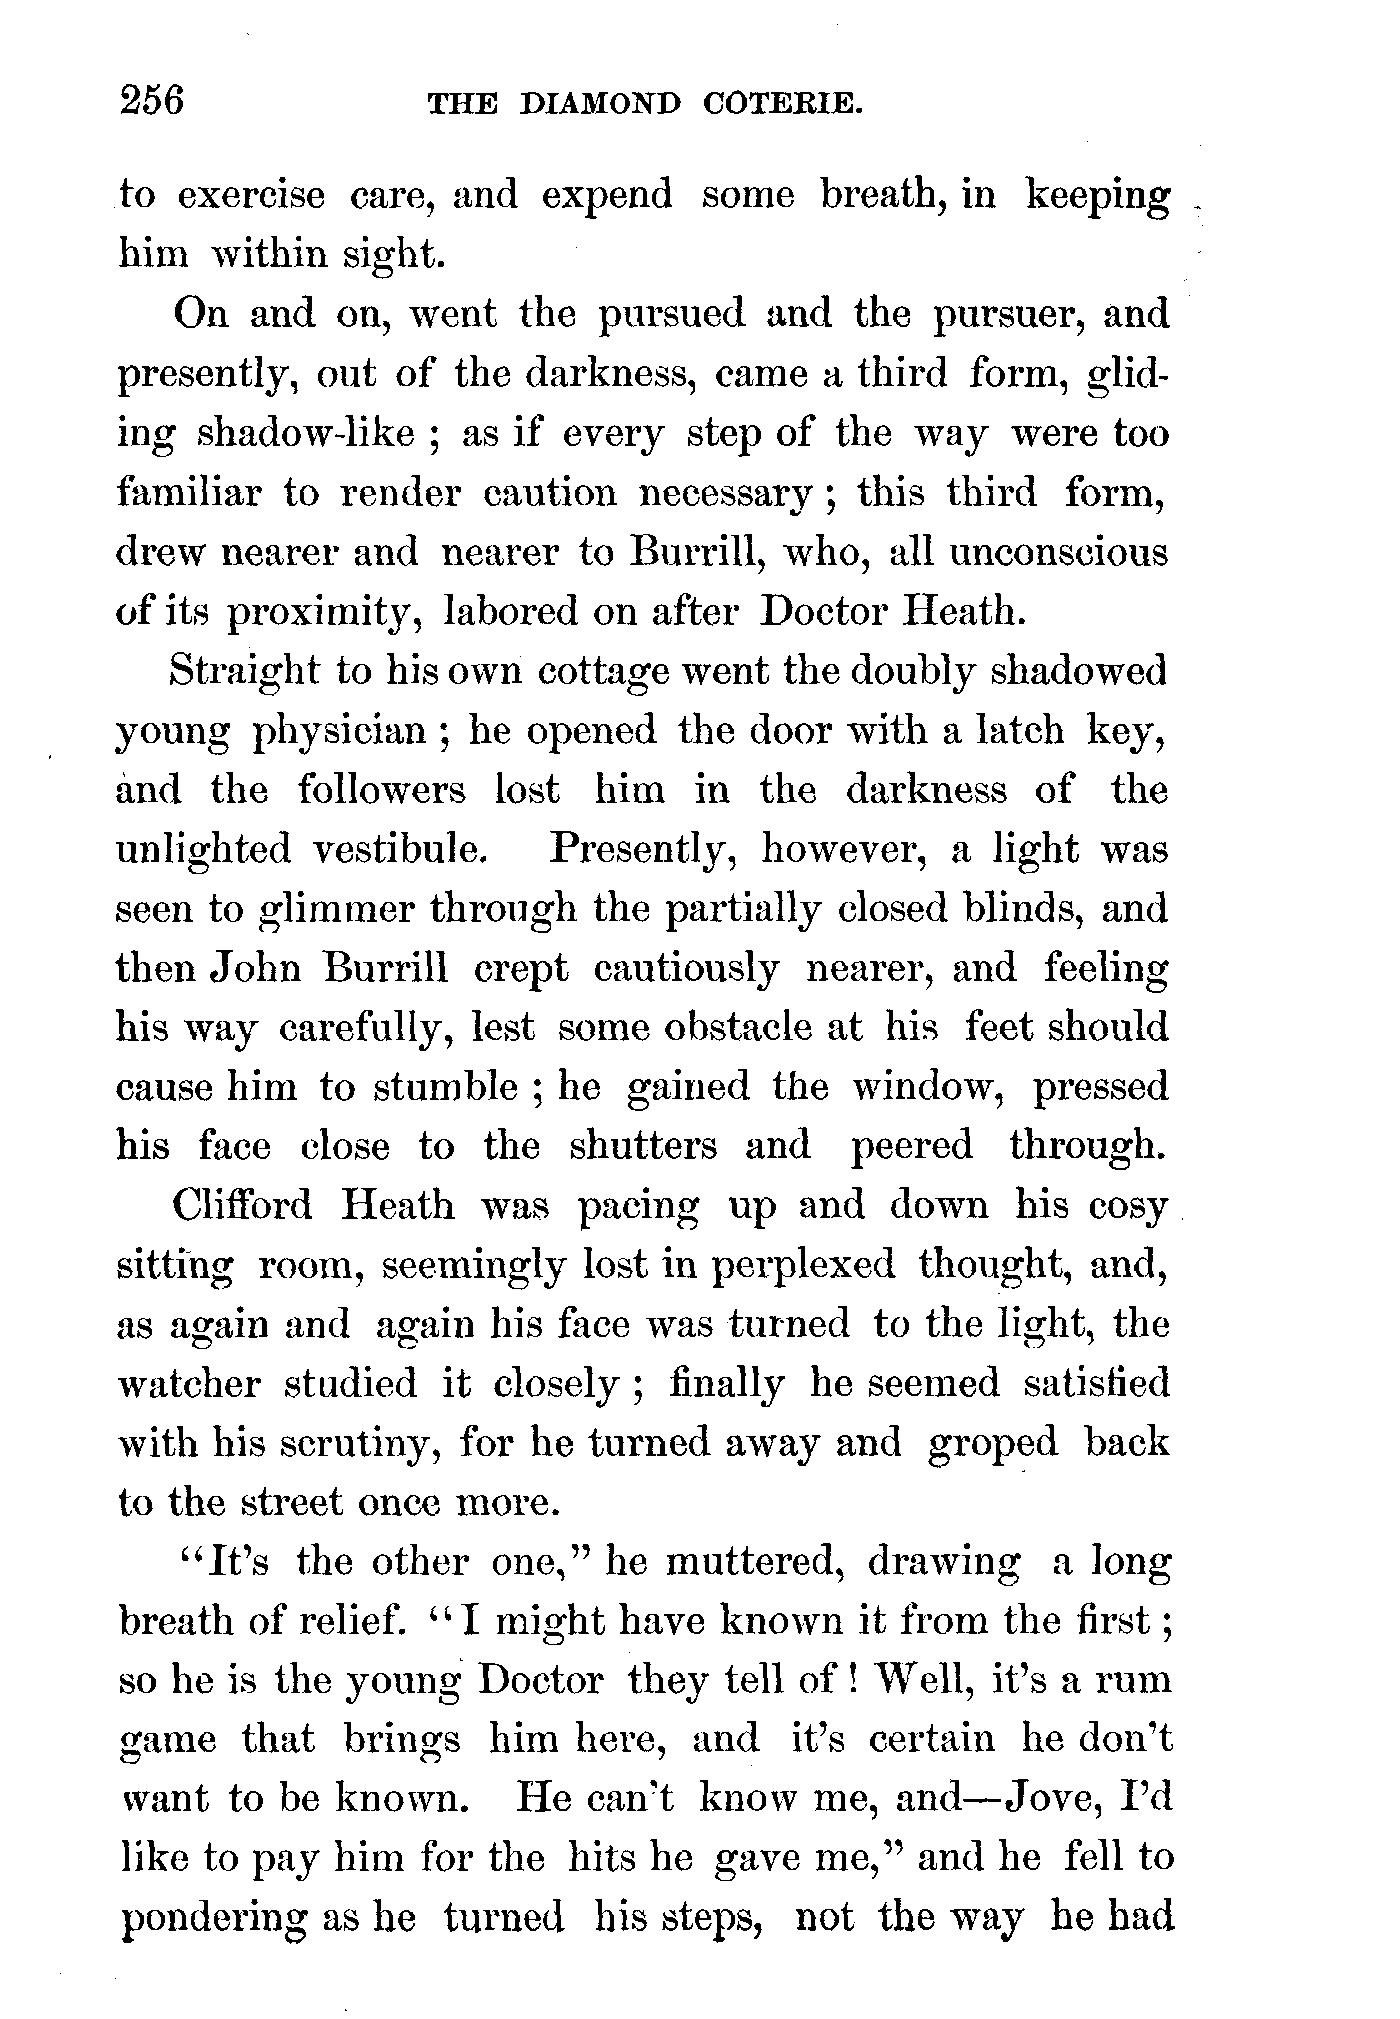 256 THE DIAMOND COTERIE.
to exercise care, and expend some breath, in keeping
him within sight.
On and on, went the pursued and the pursuer, and
presently, out of the darkness, came a third form, glid-
ing shadow-like ; as if every step of the way were too
familiar to render caution necessary ; this third form,
drew nearer and nearer to Burrill, who, all unconscious
of its proximity, labored on after Doctor Heath.
Straight to his own cottage went the doubly shadowed
young physician ; he opened the door with a latch key,
and the followers lost him in the darkness of the
unlighted vestibule. Presently, however, a light was
seen to glimmer through the partially closed blinds, and
then John Burrill crept cautiously nearer, and feeling
his way carefully, lest some obstacle at his feet should
cause him to stumble ; he gained the window, pressed
his face close to the shutters and peered through.
Clifford Heath was pacing up and down his cosy
sitting room, seemingly lost in perplexed thought, and,
as again and again his face was turned to the light, the
watcher studied it closely ; finally he seemed satisfied
with his scrutiny, for he turned away and groped back
to the street once more.
“It’s the other one,” he muttered, drawing a long
breath of relief. “I might have known it from the first ;
so he is the young Doctor they tell of ! Well, it’s a rum
game that brings him here, and it’s certain he don’t
want to be known. He can’t know me, and—Jove, I’d
like to pay him for the hits he gave me,” and he fell to
pondering as he turned his steps, not the way he had